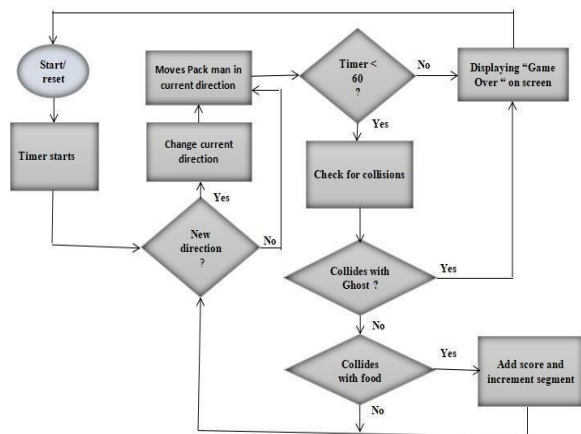 Start/
reset
Moves Pack man in
current direction
Timer <
60
?
No
Displaying “Game
Over “ on screen
Yes
Timer starts
Change current
direction
Check for collisions
Yes
New
direction
?
No
Collides with
Ghost ?
Yes
No
Collides
with food
Yes
Add score and
increment segment
No